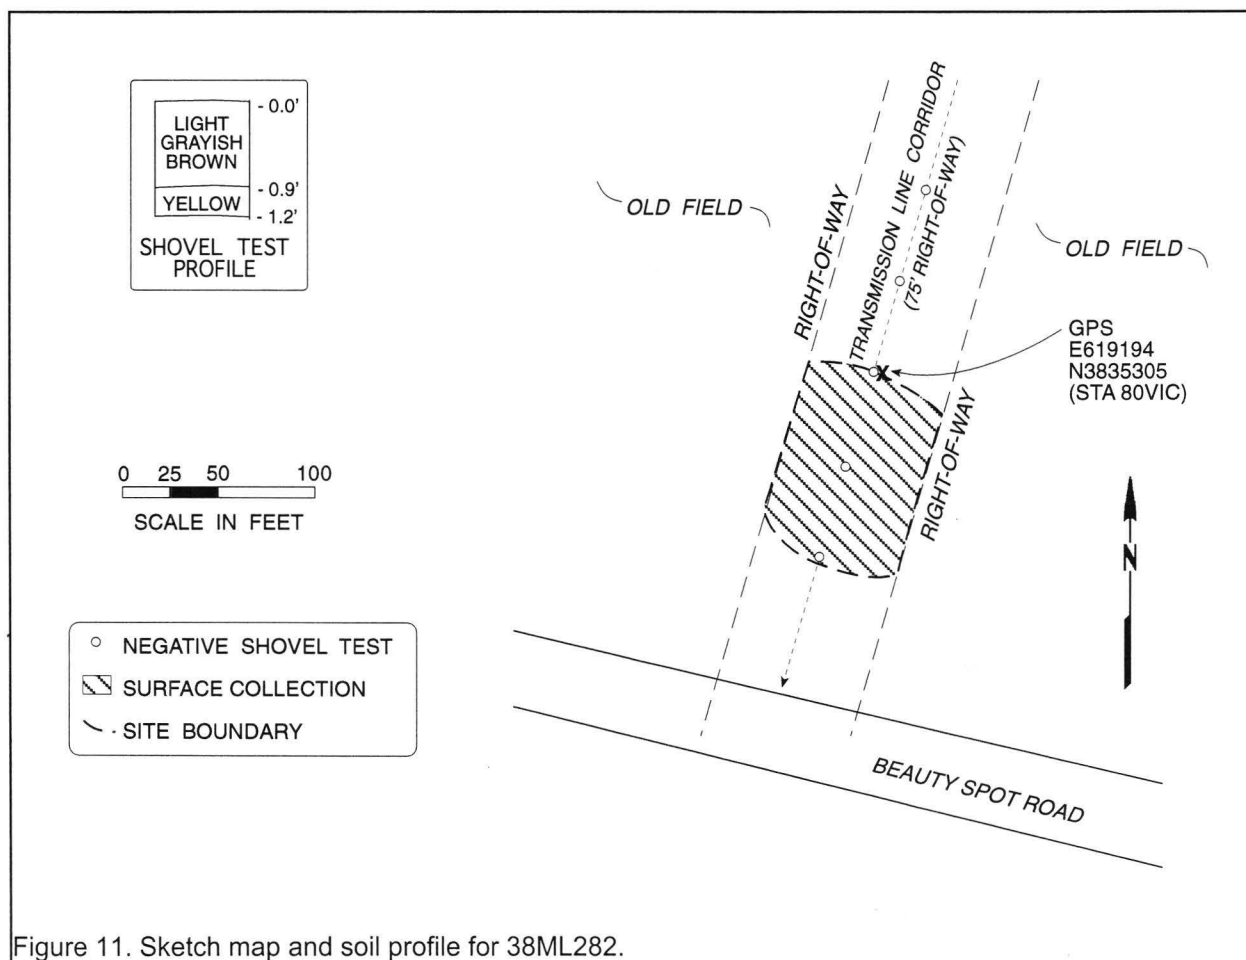 LIGHT
GRAYISH
BROWN
YELLOW
- 0.0'
- 0.9'
- 1.2'
SHOVEL TEST
PROFILE
OLD FIELD
RIGHT-OF-WAY
TRANSMISSION LINE CORRIDOR
(75' RIGHT-OF-WAY)
OLD FIELD
GPS
E619194
N3835305
(STA 80VIC)
X
RIGHT-OF-WAY
0 25 50 100
SCALE IN FEET
N
NEGATIVE SHOVEL TEST
SURFACE COLLECTION
SITE BOUNDARY
BEAUTY SPOT ROAD
Figure 11. Sketch map and soil profile for 38ML282.